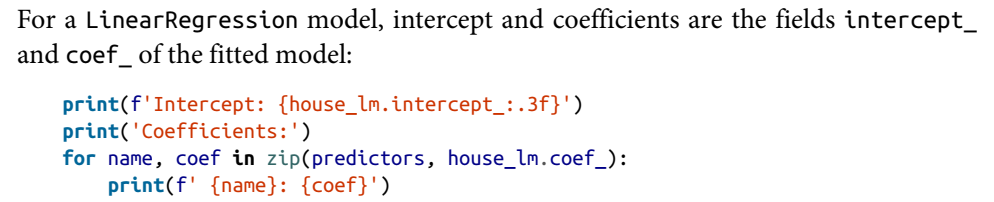 For a LinearRegression model, intercept and coefficients are the fields intercept_
and coef_ of the fitted model:
print(f'Intercept: {house_lm.intercept_:.3f}')
print('Coefficients:')
for name, coef in zip(predictors, house_lm.coef_):
    print(f' {name}: {coef}')